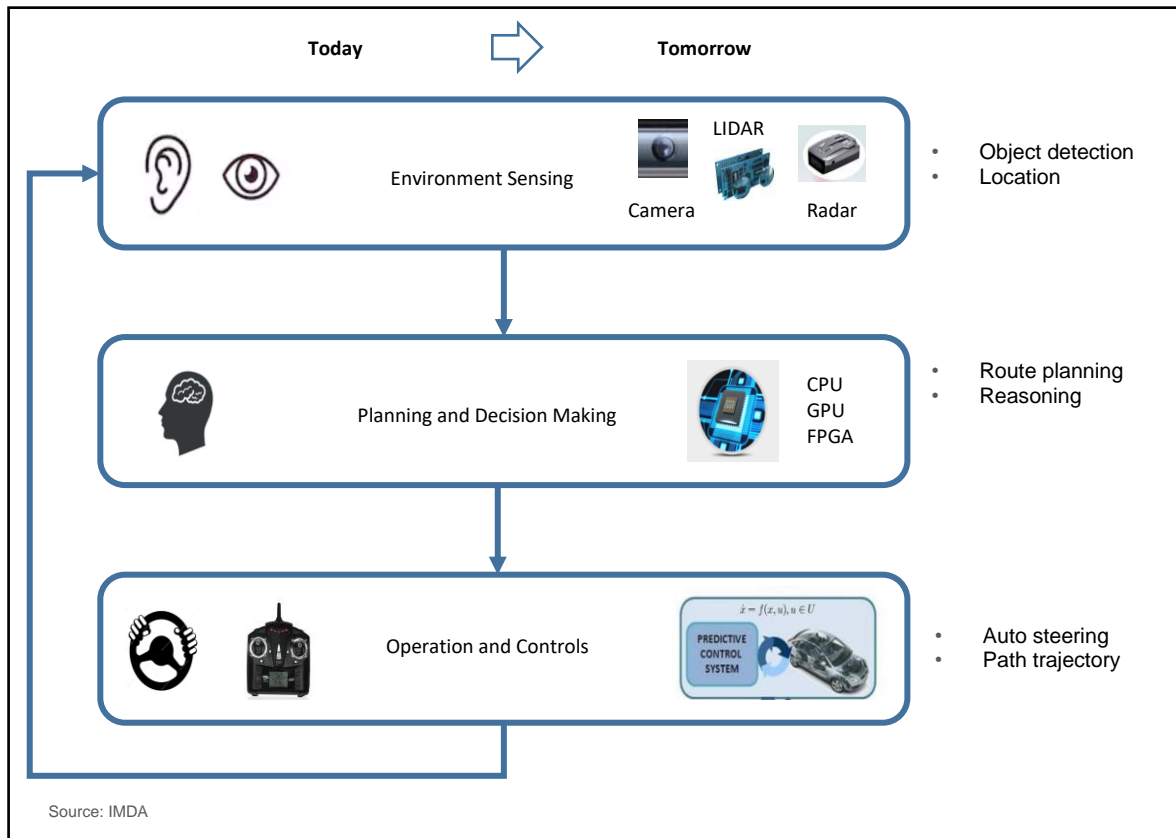 Today
Tomorrow
LIDAR
Environment Sensing
Camera
Radar
• Object detection
• Location
Planning and Decision Making
CPU
GPU
FPGA
• Route planning
• Reasoning
Operation and Controls
ẋ = f(x, u), u ∈ U
PREDICTIVE
CONTROL
SYSTEM
• Auto steering
• Path trajectory
Source: IMDA